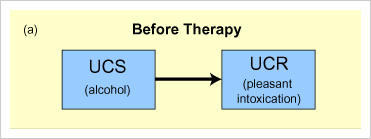 (a)
Before Therapy
UCS
(alcohol)
UCR
(pleasant
intoxication)